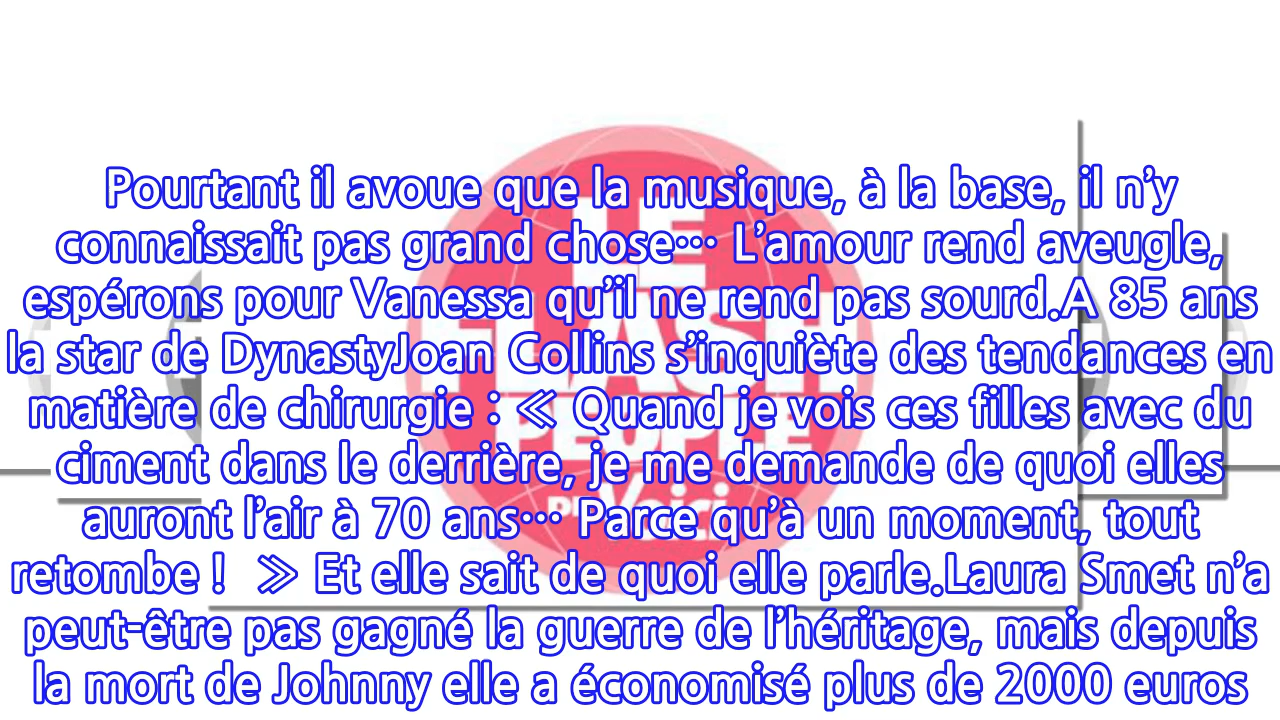 Pourtant il avoue que la musique, à la base, il n’y
connaissait pas grand chose… L’amour rend aveugle,
espérons pour Vanessa qu’il ne rend pas sourd.A 85 ans
la star de DynastyJoan Collins s’inquiète des tendances en
matière de chirurgie : ≪ Quand je vois ces filles avec du
ciment dans le derrière, je me demande de quoi elles
auront l’air à 70 ans… Parce qu’à un moment, tout
retombe !  ≫ Et elle sait de quoi elle parle.Laura Smet n’a
peut-être pas gagné la guerre de l’héritage, mais depuis
la mort de Johnny elle a économisé plus de 2000 euros
LE
FLASH
PEOPLE
PAR Voici